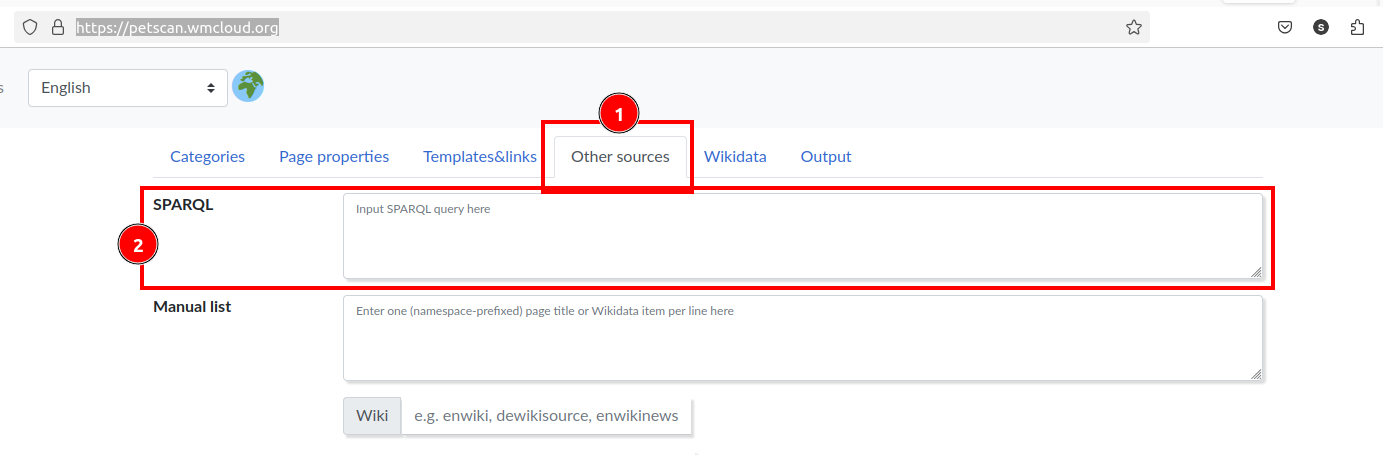 https://petscan.wmcloud.org
S
s
English
1
Categories Page properties Templates&links Other sources Wikidata Output
2
SPARQL
Input SPARQL query here
Manual list
Enter one (namespace-prefixed) page title or Wikidata item per line here
Wiki
e.g. enwiki, dewikisource, enwikinews